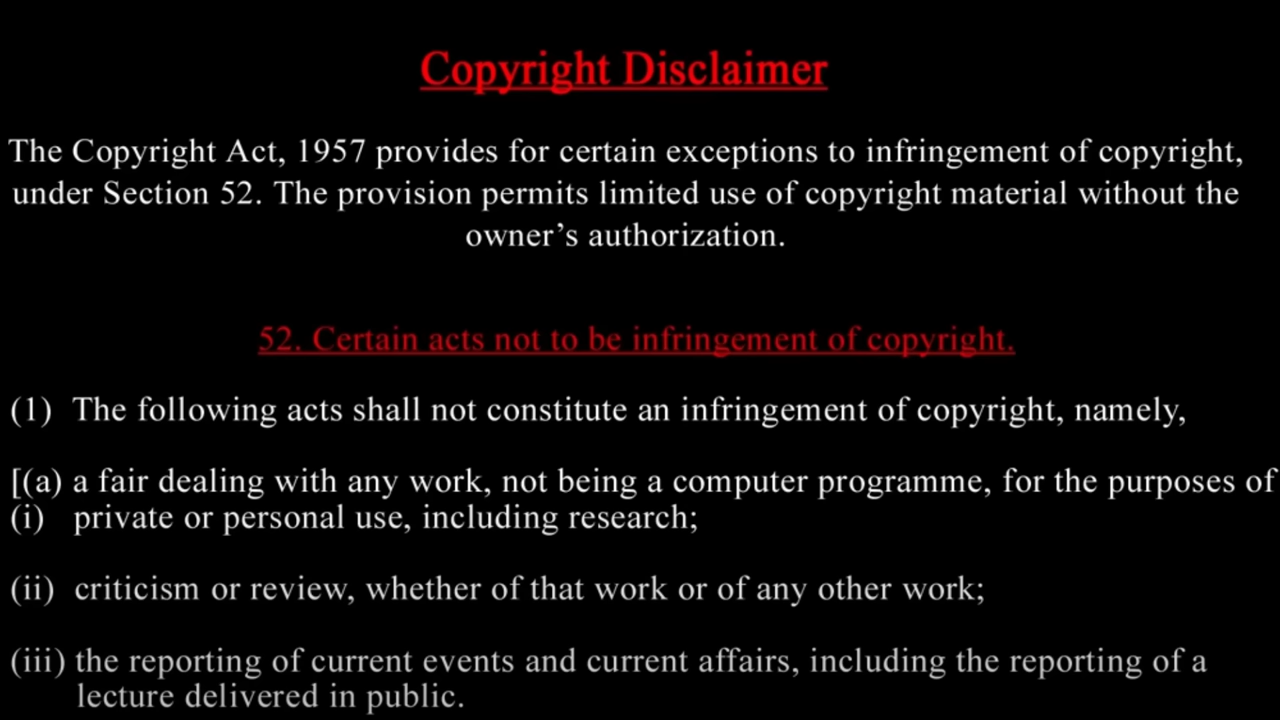 Copyright Disclaimer
The Copyright Act, 1957 provides for certain exceptions to infringement of copyright,
under Section 52. The provision permits limited use of copyright material without the
owner’s authorization.
52. Certain acts not to be infringement of copyright.
(1) The following acts shall not constitute an infringement of copyright, namely,
[(a) a fair dealing with any work, not being a computer programme, for the purposes of
(i) private or personal use, including research;
(ii) criticism or review, whether of that work or of any other work;
(iii) the reporting of current events and current affairs, including the reporting of a
lecture delivered in public.